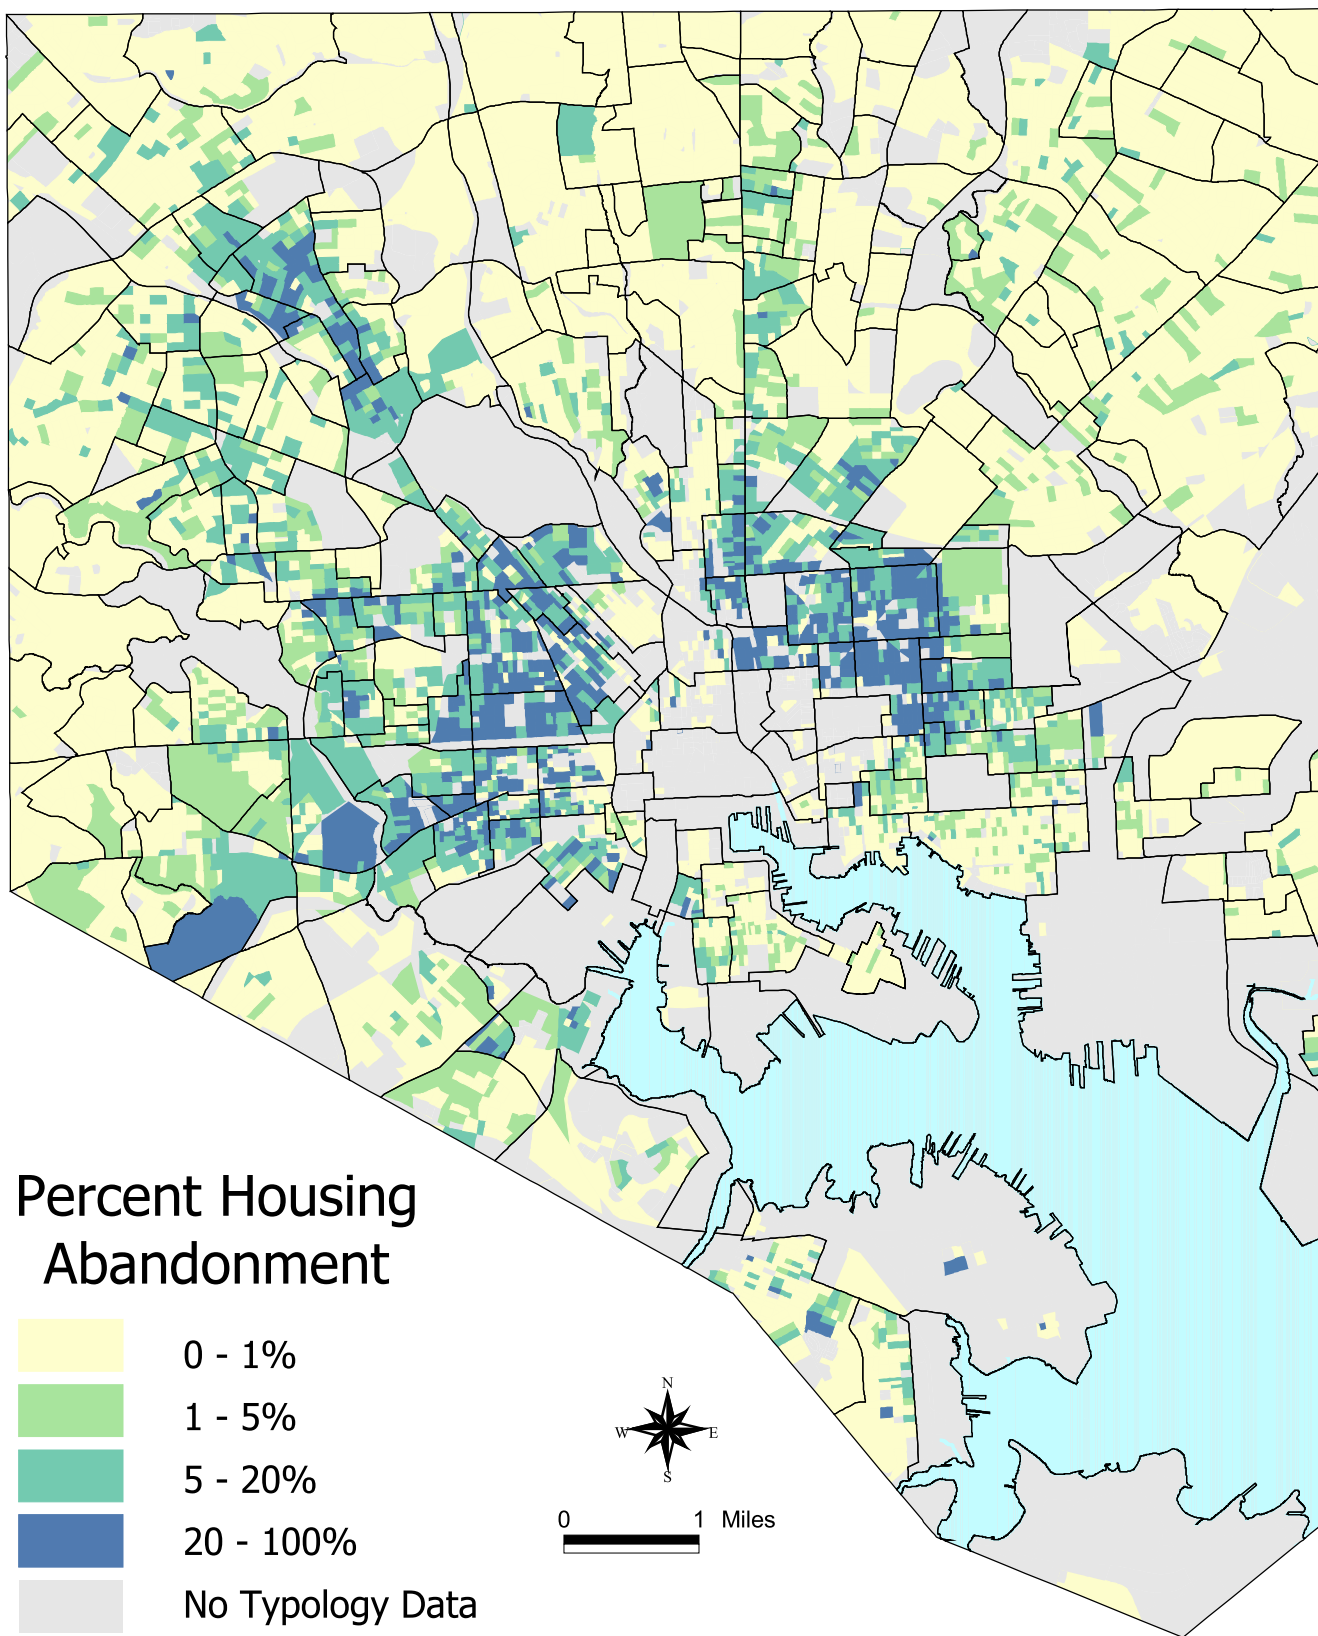 Percent Housing
Abandonment
0 - 1%
1 - 5%
5 - 20%
20 - 100%
No Typology Data
N
W E
S
0 1 Miles